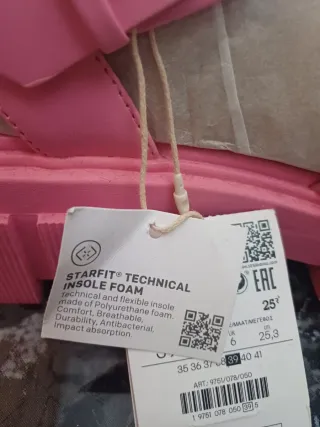 STARFIT® TECHNICAL
INSOLE FOAM
technical and flexible insole
made of Polyurethane foam.
Comfort, Breathable,
Durability, Antibacterial,
Impact absorption.
EAC
25
US
6
25,3
35 36 37 38 39 40 41
ART.: 9751/078/050
1 9751 078 050 39 5